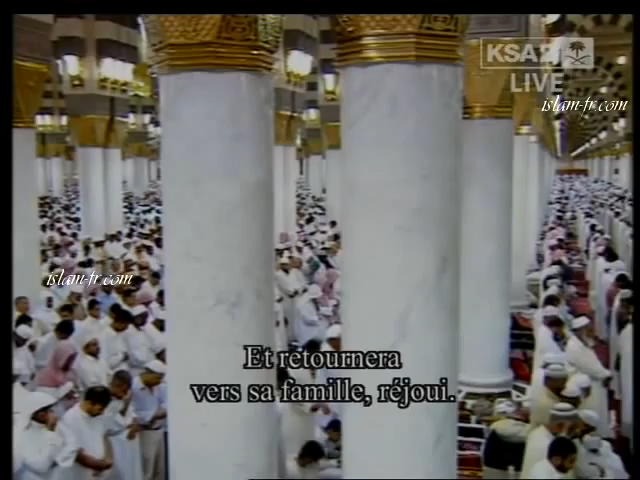 KSA2
LIVE
islam-fr.com
islam-fr.com
Et retournera
vers sa famille, réjoui.